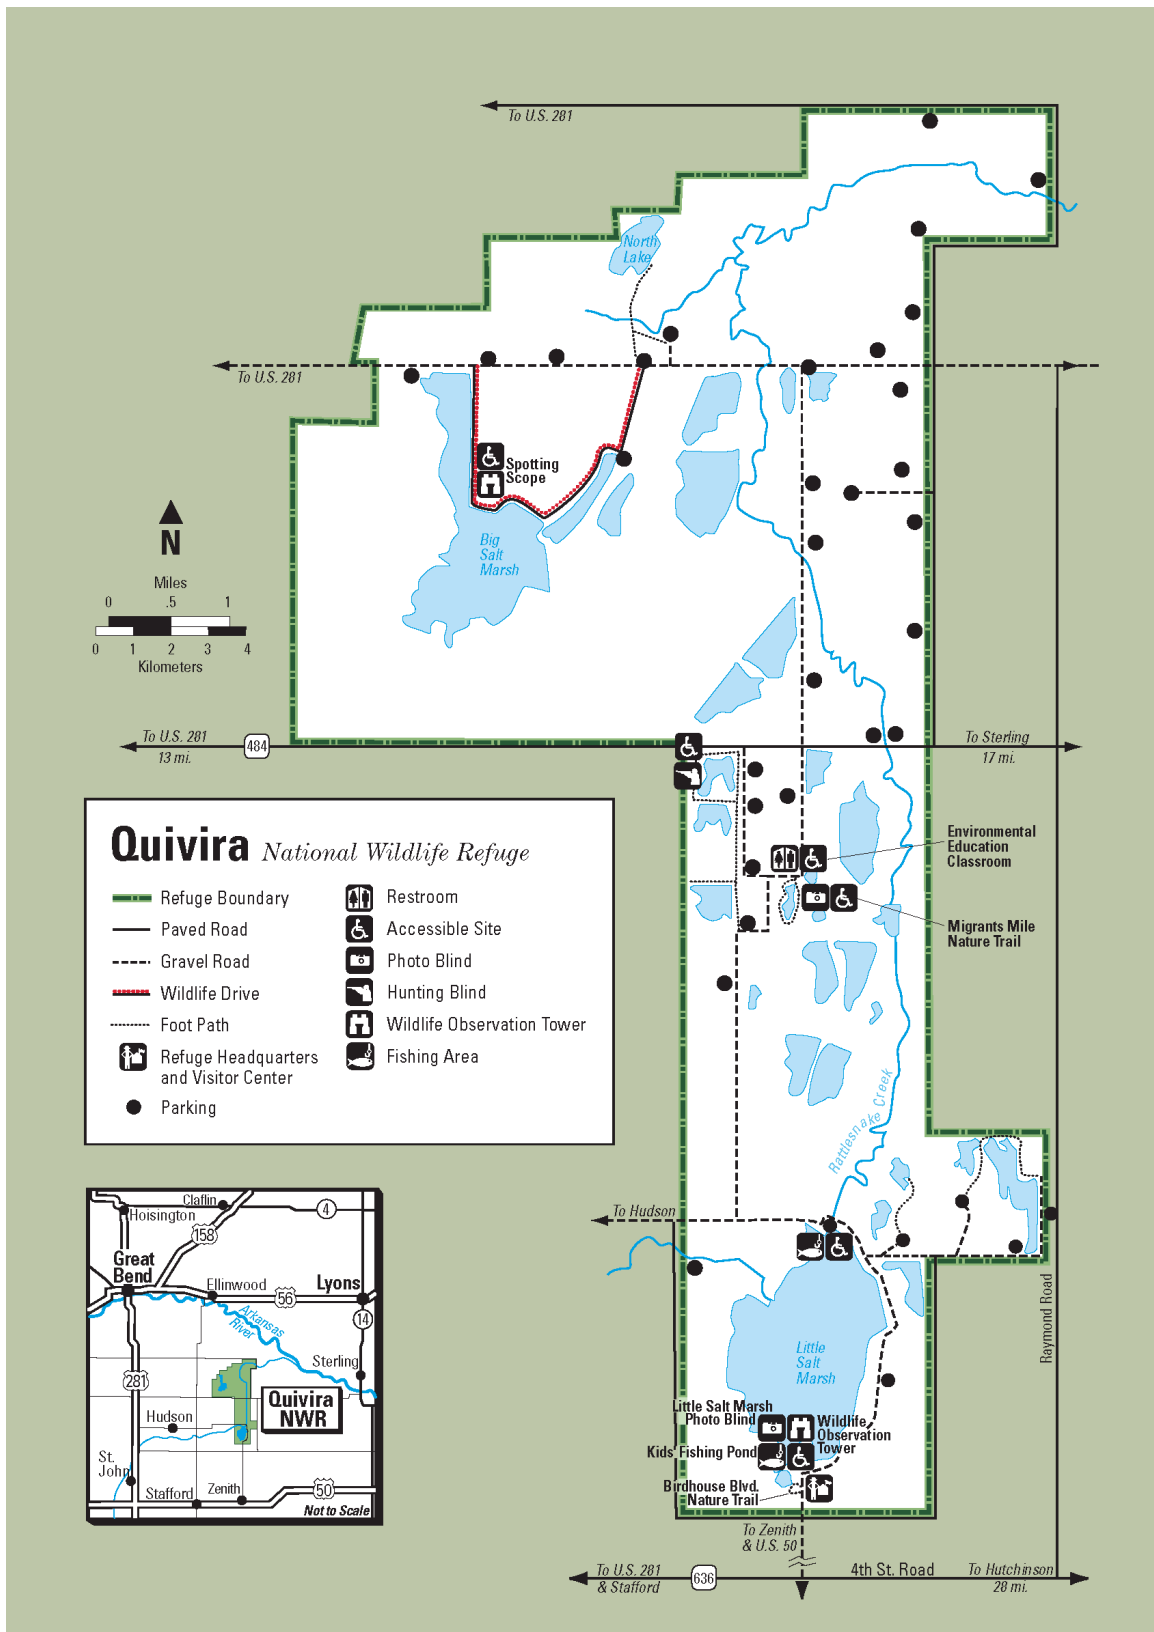 To U.S. 281
North
Lake
To U.S. 281
Spotting
Scope
Big
Salt
Marsh
N
Miles
0 .5 1
0 1 2 3 4
Kilometers
To U.S. 281
13 mi.
484
To Sterling
17 mi.
Quivira National Wildlife Refuge
Refuge Boundary
Paved Road
Gravel Road
Wildlife Drive
Foot Path
Refuge Headquarters
and Visitor Center
Parking
Restroom
Accessible Site
Photo Blind
Hunting Blind
Wildlife Observation Tower
Fishing Area
Environmental
Education
Classroom
Migrants Mile
Nature Trail
Rattlesnake Creek
To Hudson
Raymond Road
Little
Salt
Marsh
Little Salt Marsh
Photo Blind
Wildlife
Observation
Tower
Kids' Fishing Pond
Birdhouse Blvd.
Nature Trail
To Zenith
& U.S. 50
To U.S. 281
& Stafford
636
4th St. Road
To Hutchinson
28 mi.
Claflin
Hoisington
4
158
Great
Bend
Ellinwood
56
Lyons
14
Arkansas
River
Sterling
281
Quivira
NWR
Hudson
St.
John
Stafford
Zenith
50
Not to Scale